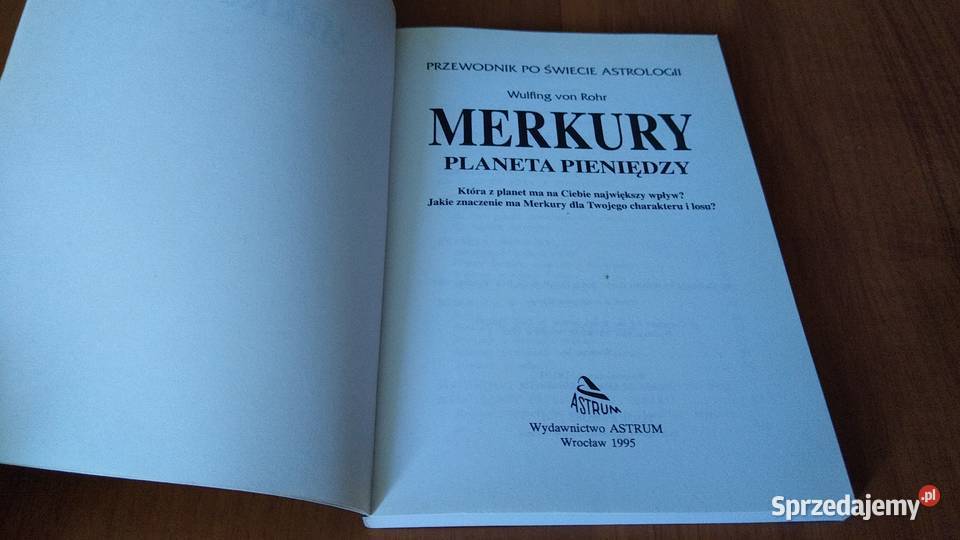 PRZEWODNIK PO ŚWIECIE ASTROLOGII
Wulfing von Rohr
MERKURY
PLANETA PIENIĘDZY
Która z planet ma na Ciebie największy wpływ?
Jakie znaczenie ma Merkury dla Twojego charakteru i losu?
ASTRUM
Wydawnictwo ASTRUM
Wrocław 1995
Sprzedajemy.pl